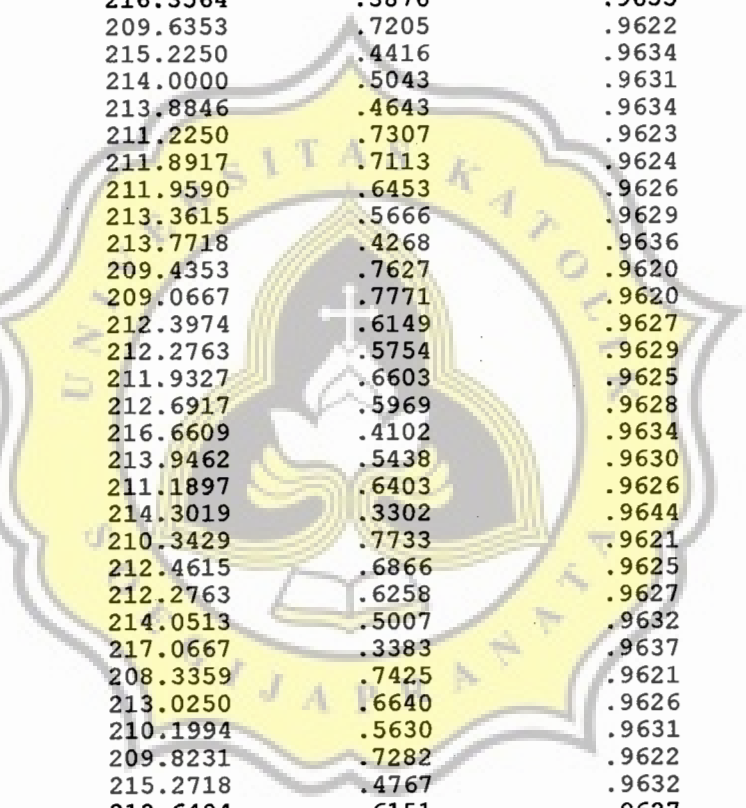 209.6353 .7205 .9622
215.2250 .4416 .9634
214.0000 .5043 .9631
213.8846 .4643 .9634
211.2250 .7307 .9623
211.8917 .7113 .9624
211.9590 .6453 .9626
213.3615 .5666 .9629
213.7718 .4268 .9636
209.4353 .7627 .9620
209.0667 .7771 .9620
212.3974 .6149 .9627
212.2763 .5754 .9629
211.9327 .6603 .9625
212.6917 .5969 .9628
216.6609 .4102 .9634
213.9462 .5438 .9630
211.1897 .6403 .9626
214.3019 .3302 .9644
210.3429 .7733 .9621
212.4615 .6866 .9625
212.2763 .6258 .9627
214.0513 .5007 .9632
217.0667 .3383 .9637
208.3359 .7425 .9621
213.0250 .6640 .9626
210.1994 .5630 .9631
209.8231 .7282 .9622
215.2718 .4767 .9632
UNIVERSITAS KATOLIK
SOEGIJAPRANATA